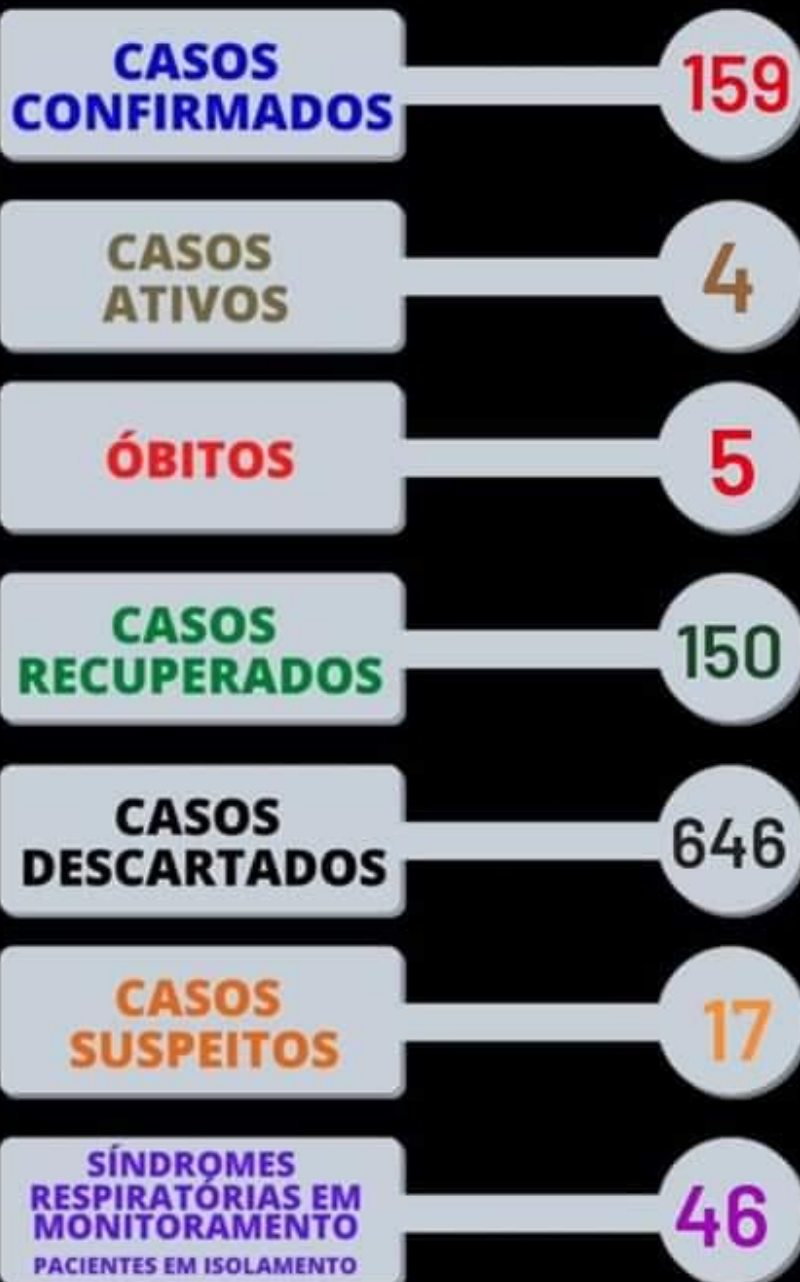 CASOS
CONFIRMADOS
159
CASOS
ATIVOS
4
ÓBITOS
5
CASOS
RECUPERADOS
150
CASOS
DESCARTADOS
646
CASOS
SUSPEITOS
17
SÍNDROMES
RESPIRATÓRIAS EM
MONITORAMENTO
PACIENTES EM ISOLAMENTO
46